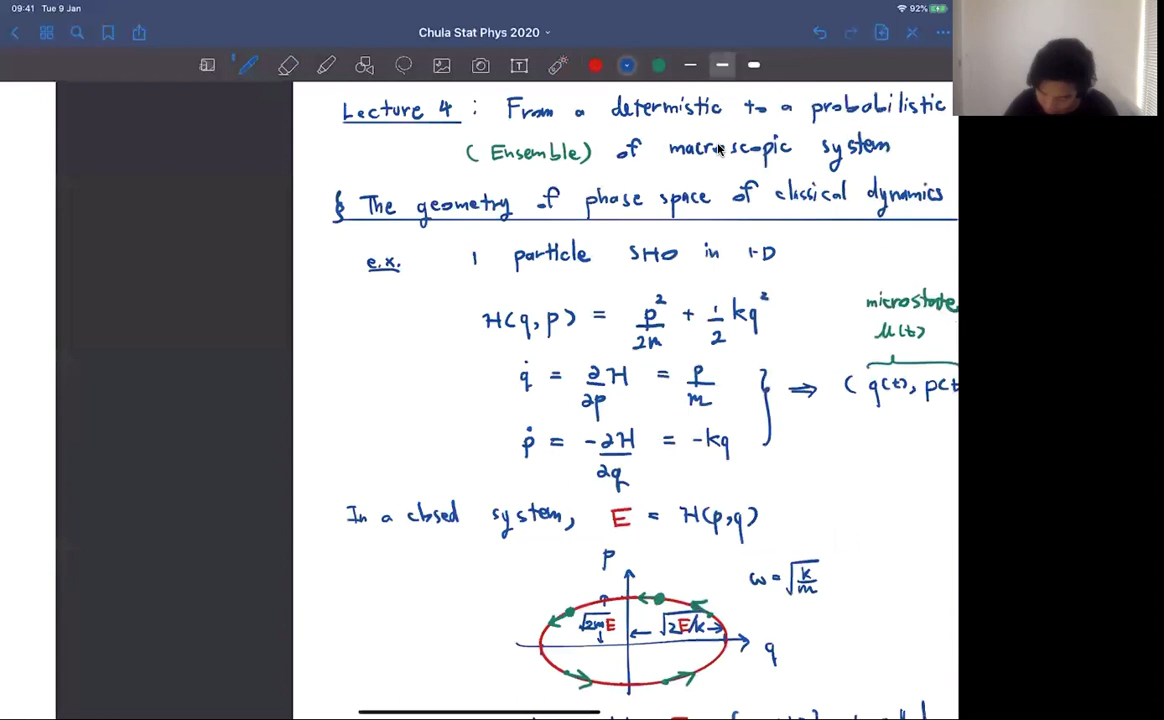 09:41 Tue 9 Jan
92%
Chula Stat Phys 2020
Lecture 4 : From a determistic to a probabilistic
(Ensemble) of macroscopic system
§ The geometry of phase space of classical dynamics
e.x. 1 particle SHO in 1-D
H(q,p) = p²/2m + 1/2 kq²
microstate
μ(t)
q̇ = ∂H/∂p = p/m
⇒ (q(t), p(t
ṗ = -∂H/∂q = -kq
In a closed system, E = H(p,q)
p
ω = √(k/m)
√2mE
√2E/k
q